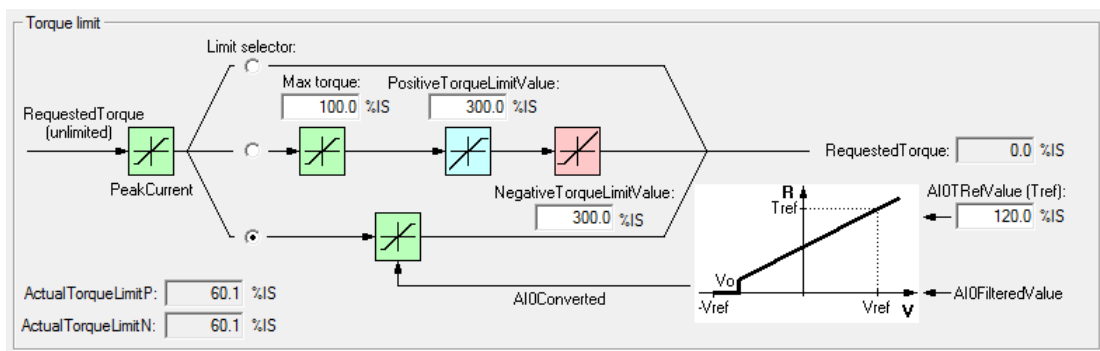 Torque limit
Limit selector:
Max torque:
100.0 %IS
PositiveTorqueLimitValue:
300.0 %IS
RequestedTorque
(unlimited)
PeakCurrent
RequestedTorque: 0.0 %IS
NegativeTorqueLimitValue:
300.0 %IS
R
Tref
Vo
-Vref
Vref
V
AI0TRefValue (Tref):
120.0 %IS
AI0FilteredValue
AI0Converted
ActualTorqueLimitP: 60.1 %IS
ActualTorqueLimitN: 60.1 %IS